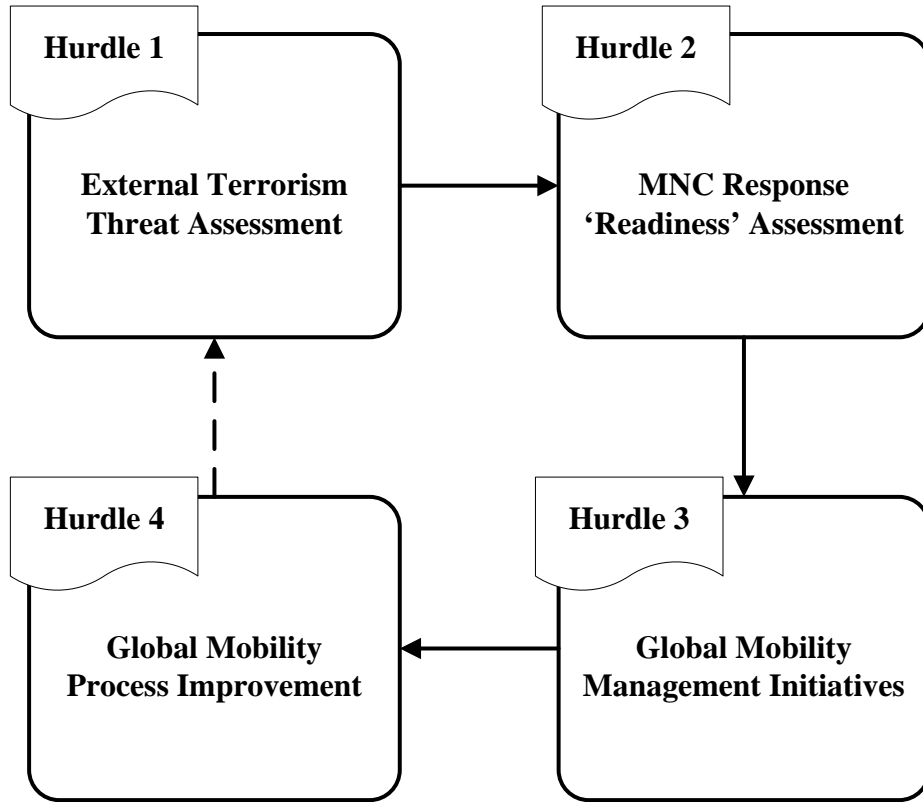 Hurdle 1
External Terrorism
Threat Assessment
Hurdle 2
MNC Response
‘Readiness’ Assessment
Hurdle 3
Global Mobility
Management Initiatives
Hurdle 4
Global Mobility
Process Improvement